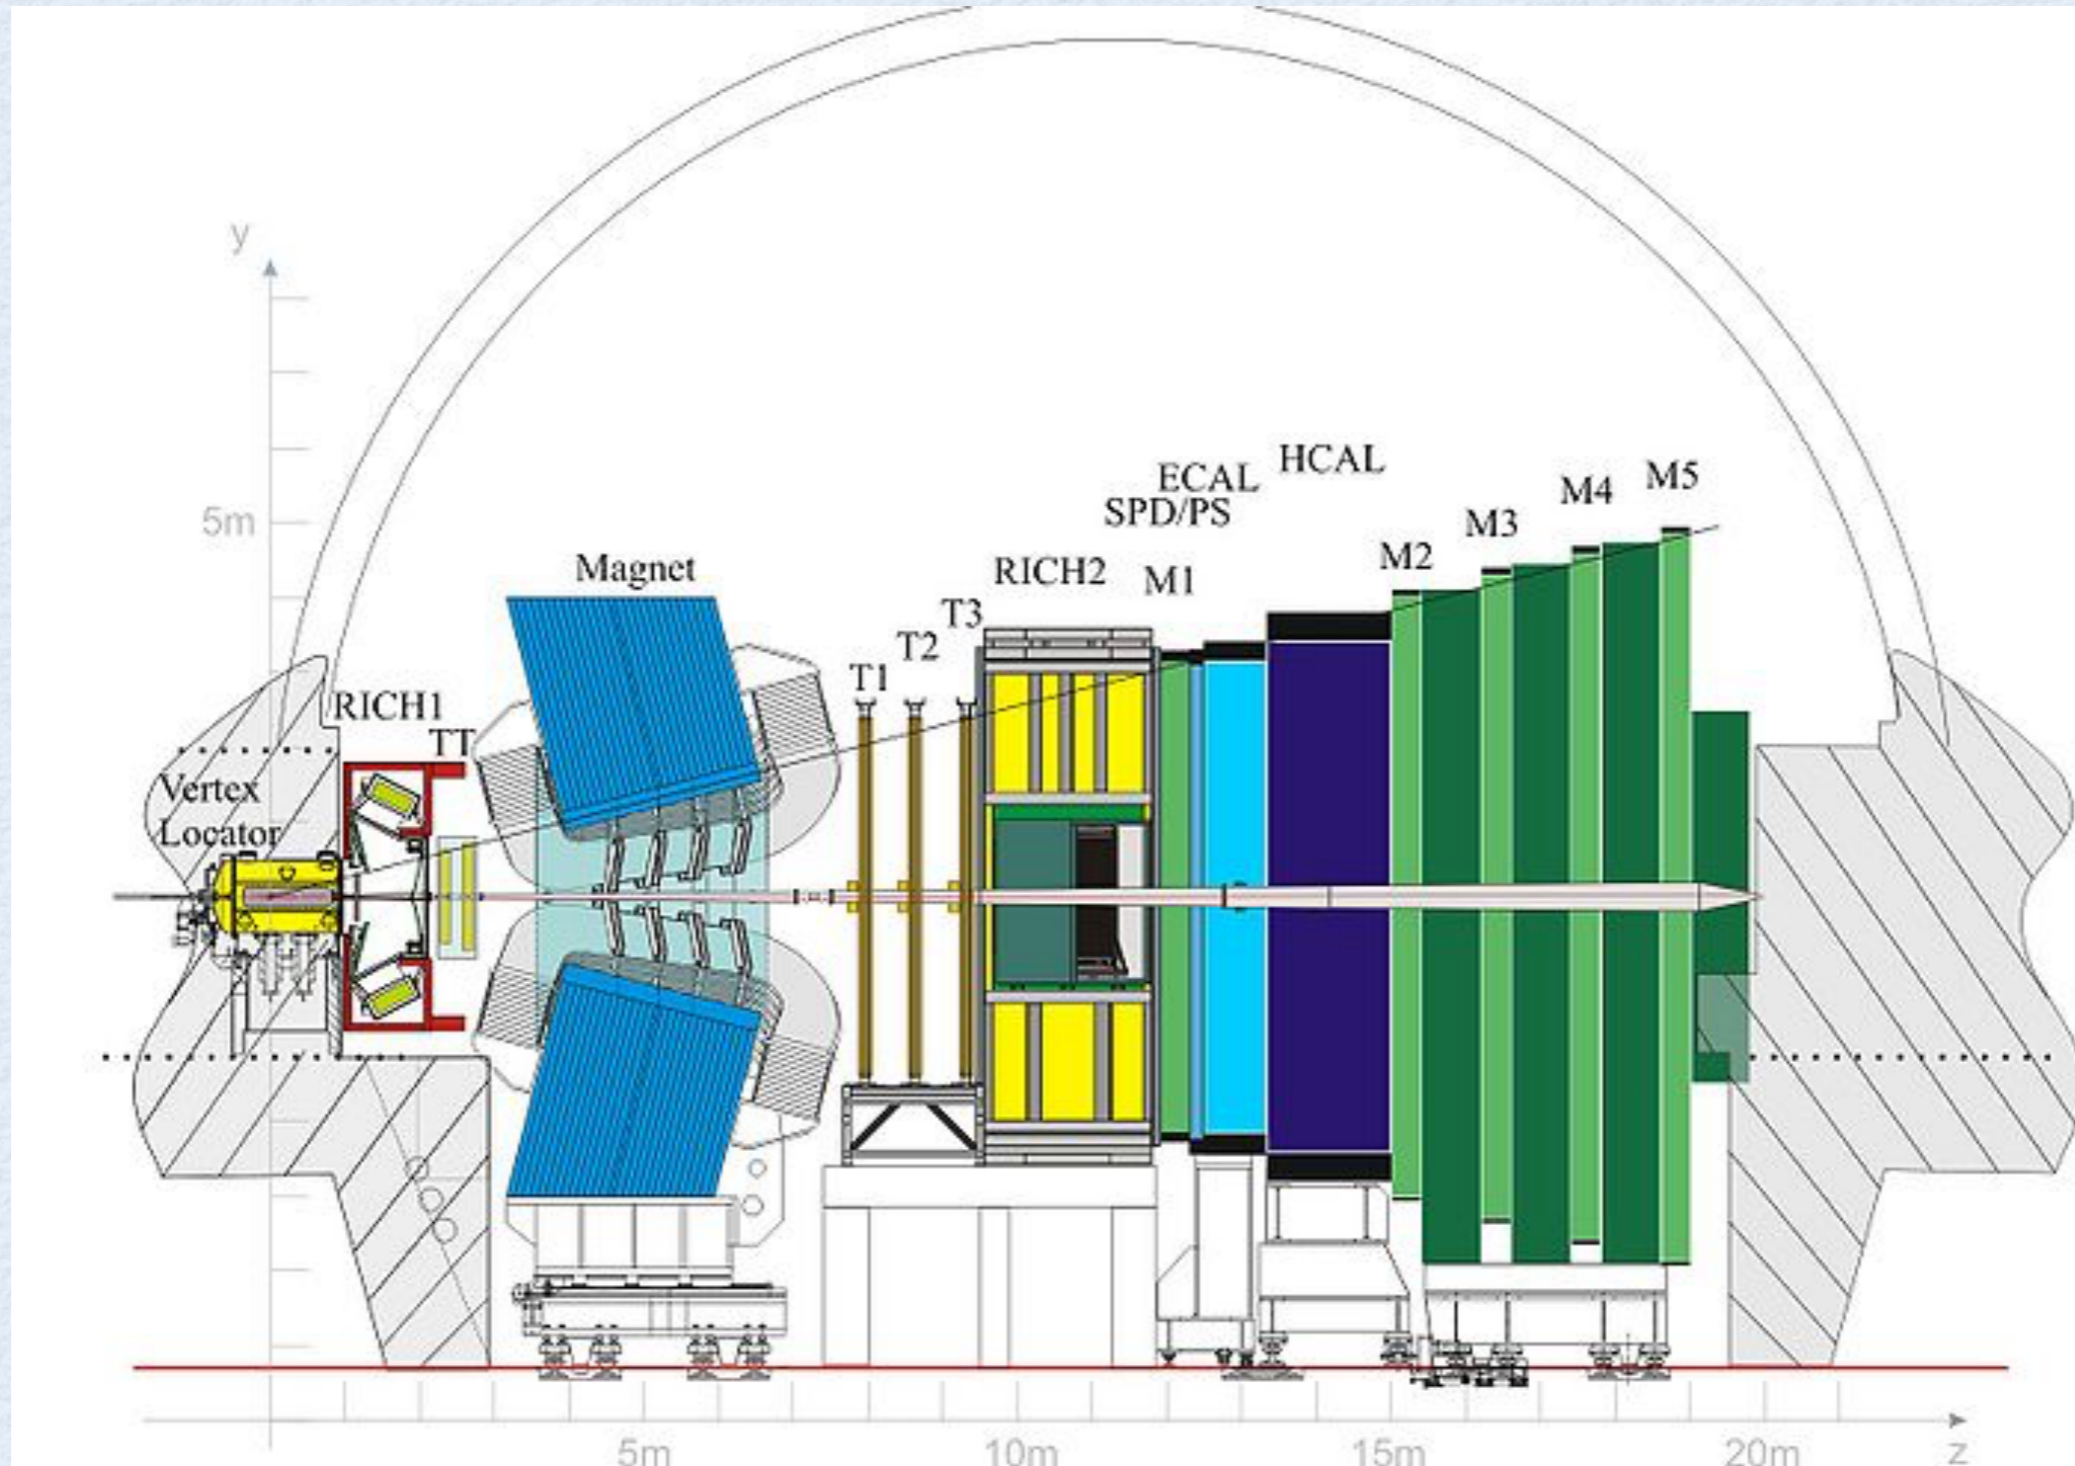 y
5m
Vertex
Locator
RICH1
TT
Magnet
T1
T2
T3
RICH2
M1
SPD/PS
ECAL
HCAL
M2
M3
M4
M5
5m
10m
15m
20m
z